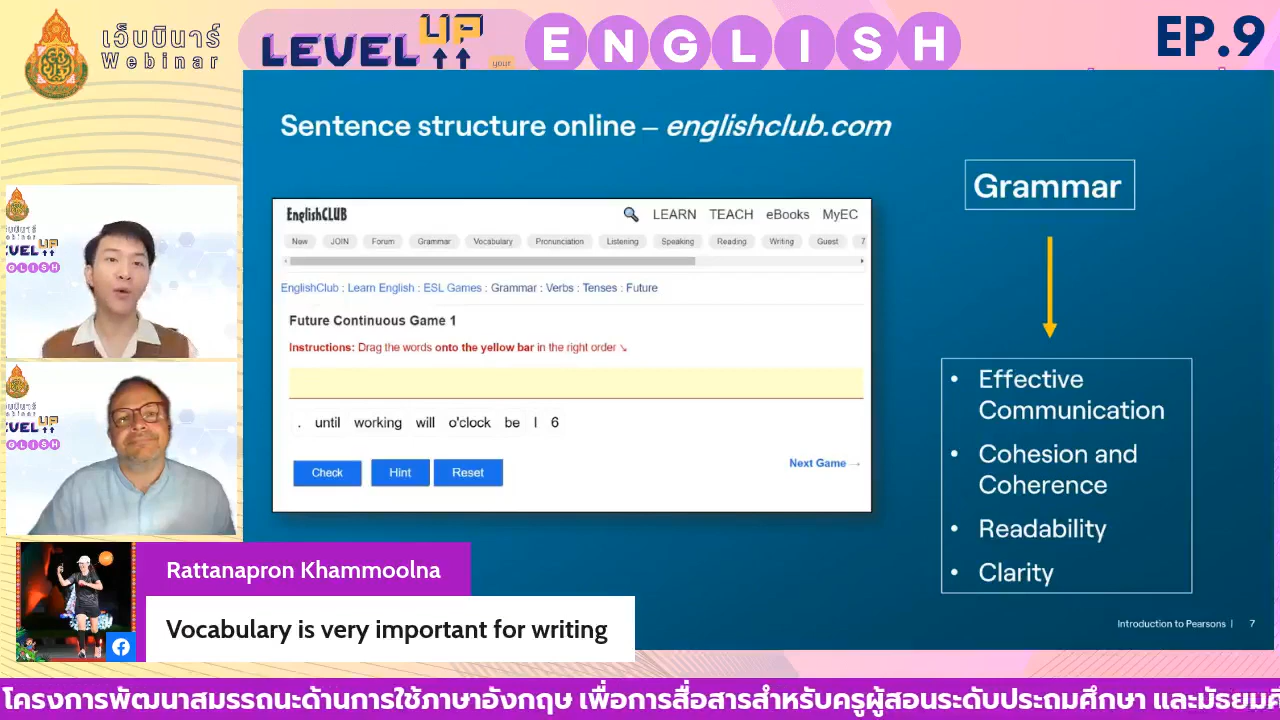 เว็บบินาร์
Webinar
LEVEL UP
your
ENGLISH
EP.9
Sentence structure online – englishclub.com
Grammar
EnglishCLUB
LEARN TEACH eBooks MyEC
New JOIN Forum Grammar Vocabulary Pronunciation Listening Speaking Reading Writing Guest 7
EnglishClub : Learn English : ESL Games : Grammar : Verbs : Tenses : Future
Future Continuous Game 1
Instructions: Drag the words onto the yellow bar in the right order ↘
. until working will o'clock be I 6
Check Hint Reset
Next Game →
• Effective
Communication
• Cohesion and
Coherence
• Readability
• Clarity
Introduction to Pearsons | 7
Rattanapron Khammoolna
Vocabulary is very important for writing
โครงการพัฒนาสมรรถนะด้านการใช้ภาษาอังกฤษ เพื่อการสื่อสารสำหรับครูผู้สอนระดับประถมศึกษา และมัธยมศึ